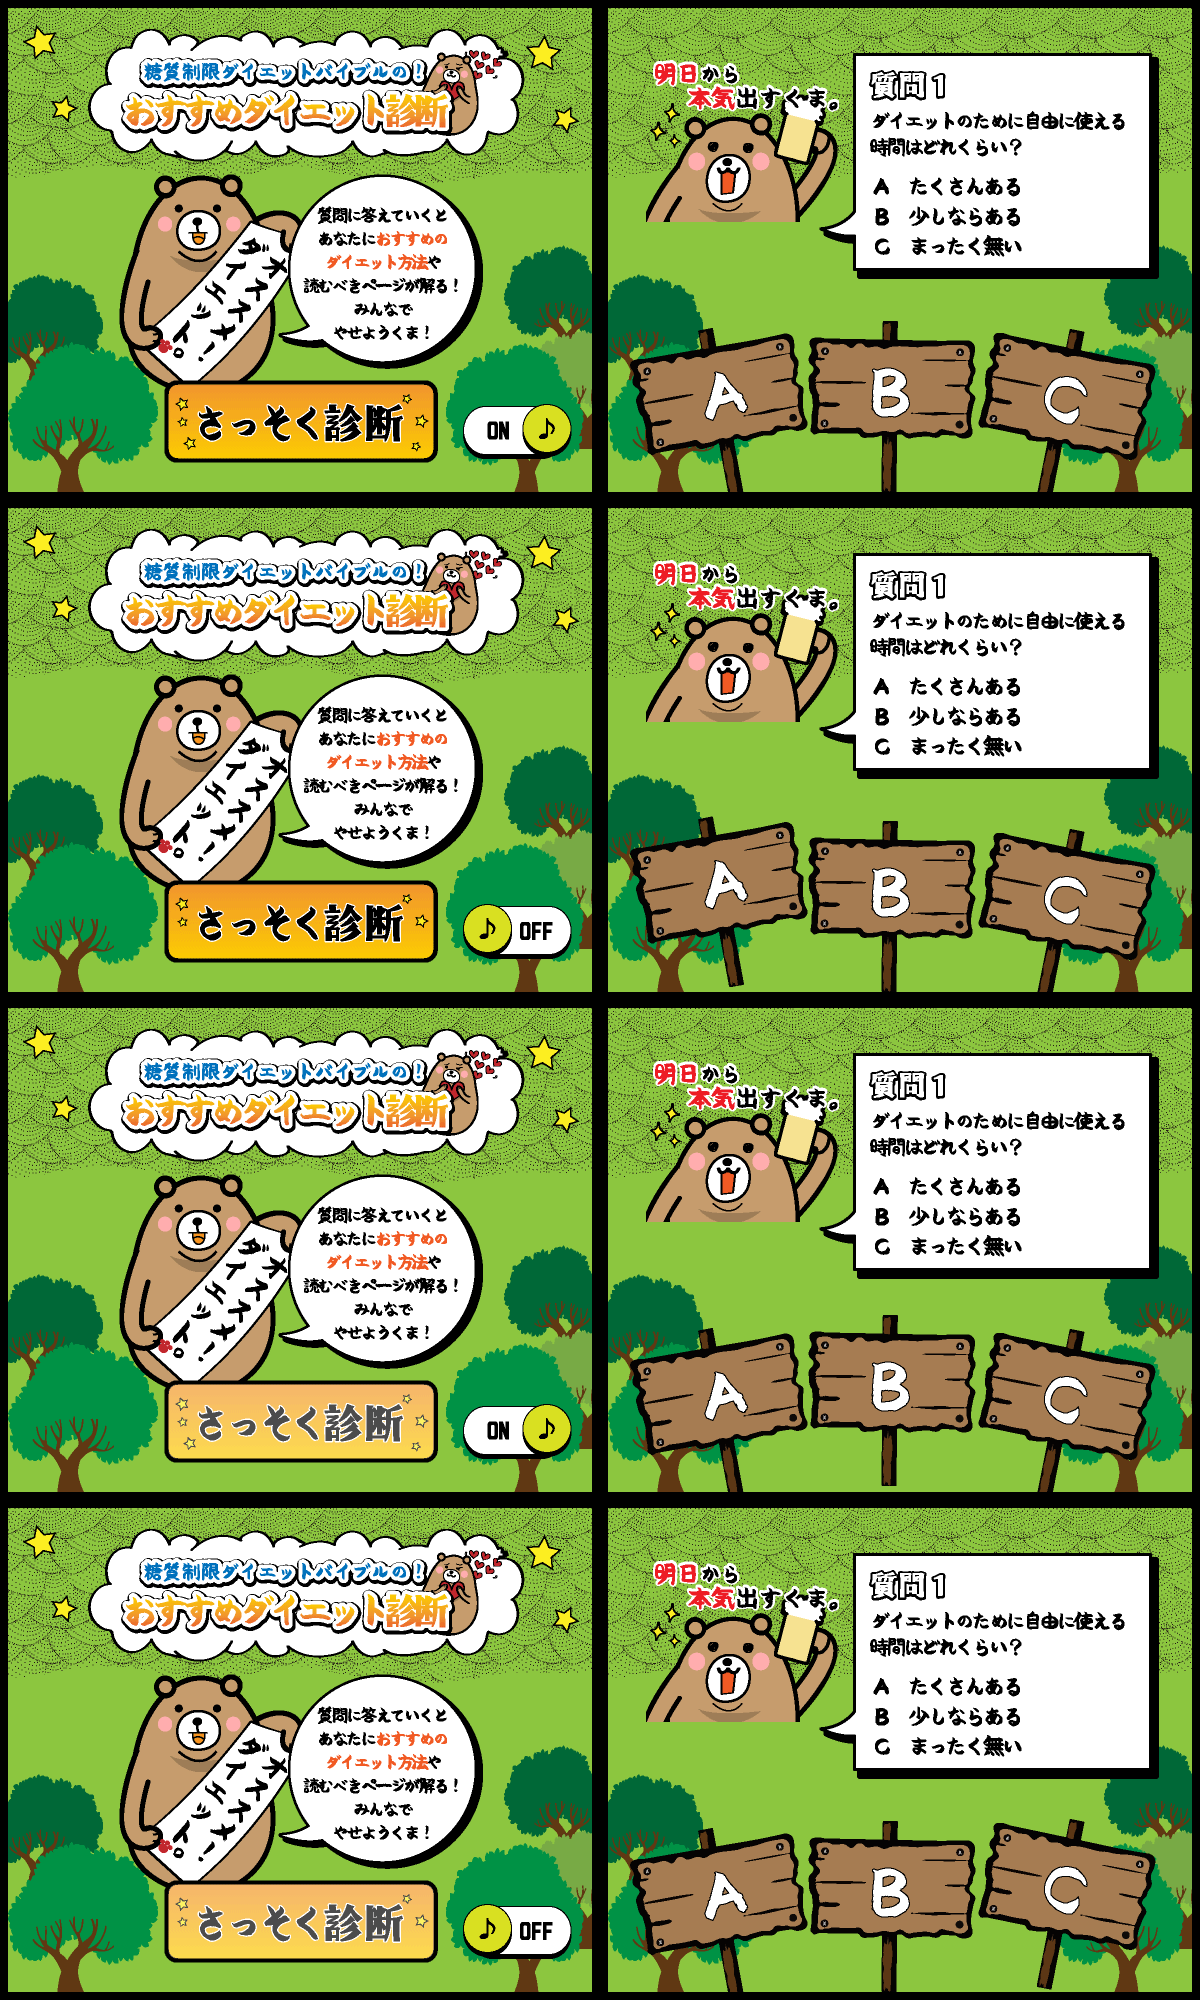 糖質制限ダイエットバイブルの!
おすすめダイエット診断
オススメ!
ダイエット。
質問に答えていくと
あなたにおすすめの
ダイエット方法や
読むべきページが解る!
みんなで
やせようくま!
さっそく診断
ON ♪
明日から
本気出すくま。
質問1
ダイエットのために自由に使える
時間はどれくらい?
A たくさんある
B 少しならある
C まったく無い
A
B
C
糖質制限ダイエットバイブルの!
おすすめダイエット診断
オススメ!
ダイエット。
質問に答えていくと
あなたにおすすめの
ダイエット方法や
読むべきページが解る!
みんなで
やせようくま!
さっそく診断
♪ OFF
明日から
本気出すくま。
質問1
ダイエットのために自由に使える
時間はどれくらい?
A たくさんある
B 少しならある
C まったく無い
A
B
C
糖質制限ダイエットバイブルの!
おすすめダイエット診断
オススメ!
ダイエット。
質問に答えていくと
あなたにおすすめの
ダイエット方法や
読むべきページが解る!
みんなで
やせようくま!
さっそく診断
ON ♪
明日から
本気出すくま。
質問1
ダイエットのために自由に使える
時間はどれくらい?
A たくさんある
B 少しならある
C まったく無い
A
B
C
糖質制限ダイエットバイブルの!
おすすめダイエット診断
オススメ!
ダイエット。
質問に答えていくと
あなたにおすすめの
ダイエット方法や
読むべきページが解る!
みんなで
やせようくま!
さっそく診断
♪ OFF
明日から
本気出すくま。
質問1
ダイエットのために自由に使える
時間はどれくらい?
A たくさんある
B 少しならある
C まったく無い
A
B
C